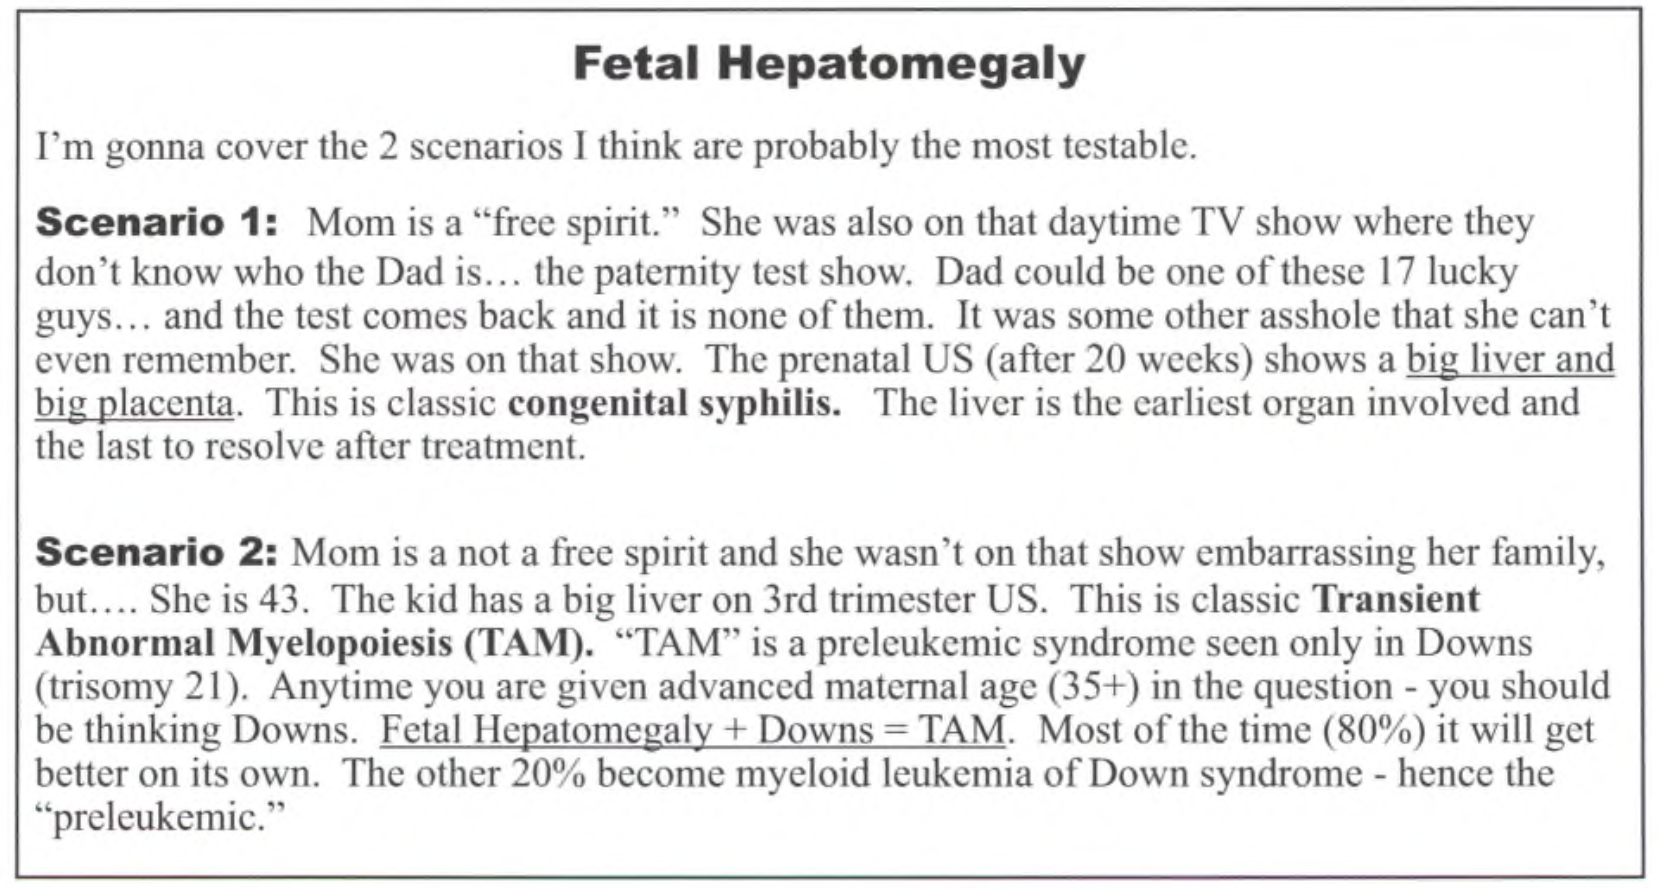 Fetal Hepatomegaly
I'm gonna cover the 2 scenarios I think are probably the most testable.
Scenario 1: Mom is a “free spirit.” She was also on that daytime TV show where they
don't know who the Dad is… the paternity test show. Dad could be one of these 17 lucky
guys… and the test comes back and it is none of them. It was some other asshole that she can't
even remember. She was on that show. The prenatal US (after 20 weeks) shows a big liver and
big placenta. This is classic congenital syphilis. The liver is the earliest organ involved and
the last to resolve after treatment.
Scenario 2: Mom is a not a free spirit and she wasn't on that show embarrassing her family,
but…. She is 43. The kid has a big liver on 3rd trimester US. This is classic Transient
Abnormal Myelopoiesis (TAM). “TAM” is a preleukemic syndrome seen only in Downs
(trisomy 21). Anytime you are given advanced maternal age (35+) in the question - you should
be thinking Downs. Fetal Hepatomegaly + Downs = TAM. Most of the time (80%) it will get
better on its own. The other 20% become myeloid leukemia of Down syndrome - hence the
“preleukemic.”